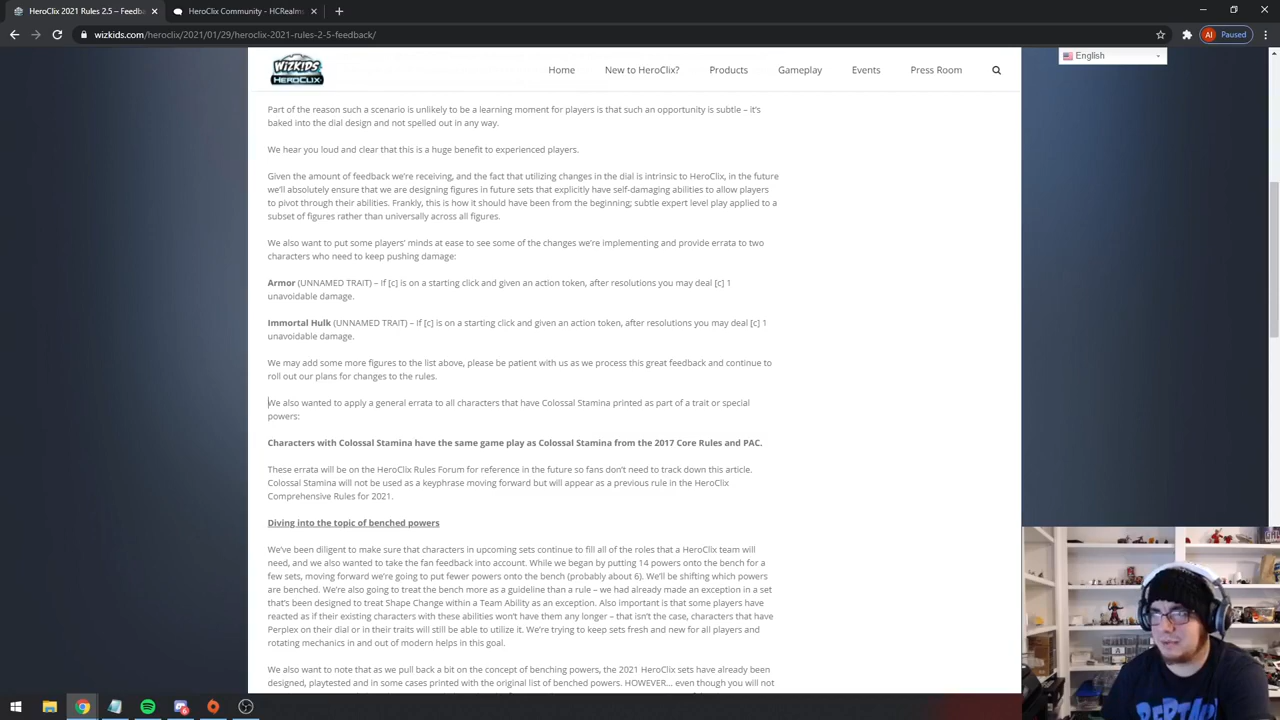 HeroClix 2021 Rules 2.5 – Feedb
HeroClix Community | HCRealms
wizkids.com/heroclix/2021/01/29/heroclix-2021-rules-2-5-feedback/
AI Paused
WIZKIDS
HEROCLIX
Home New to HeroClix? Products Gameplay Events Press Room
English
Part of the reason such a scenario is unlikely to be a learning moment for players is that such an opportunity is subtle – it's
baked into the dial design and not spelled out in any way.
We hear you loud and clear that this is a huge benefit to experienced players.
Given the amount of feedback we're receiving, and the fact that utilizing changes in the dial is intrinsic to HeroClix, in the future
we'll absolutely ensure that we are designing figures in future sets that explicitly have self-damaging abilities to allow players
to pivot through their abilities. Frankly, this is how it should have been from the beginning; subtle expert level play applied to a
subset of figures rather than universally across all figures.
We also want to put some players' minds at ease to see some of the changes we're implementing and provide errata to two
characters who need to keep pushing damage:
Armor (UNNAMED TRAIT) – If [c] is on a starting click and given an action token, after resolutions you may deal [c] 1
unavoidable damage.
Immortal Hulk (UNNAMED TRAIT) – If [c] is on a starting click and given an action token, after resolutions you may deal [c] 1
unavoidable damage.
We may add some more figures to the list above, please be patient with us as we process this great feedback and continue to
roll out our plans for changes to the rules.
We also wanted to apply a general errata to all characters that have Colossal Stamina printed as part of a trait or special
powers:
Characters with Colossal Stamina have the same game play as Colossal Stamina from the 2017 Core Rules and PAC.
These errata will be on the HeroClix Rules Forum for reference in the future so fans don't need to track down this article.
Colossal Stamina will not be used as a keyphrase moving forward but will appear as a previous rule in the HeroClix
Comprehensive Rules for 2021.
Diving into the topic of benched powers
We've been diligent to make sure that characters in upcoming sets continue to fill all of the roles that a HeroClix team will
need, and we also wanted to take the fan feedback into account. While we began by putting 14 powers onto the bench for a
few sets, moving forward we're going to put fewer powers onto the bench (probably about 6). We'll be shifting which powers
are benched. We're also going to treat the bench more as a guideline than a rule – we had already made an exception in a set
that's been designed to treat Shape Change within a Team Ability as an exception. Also important is that some players have
reacted as if their existing characters with these abilities won't have them any longer – that isn't the case, characters that have
Perplex on their dial or in their traits will still be able to utilize it. We're trying to keep sets fresh and new for all players and
rotating mechanics in and out of modern helps in this goal.
We also want to note that as we pull back a bit on the concept of benching powers, the 2021 HeroClix sets have already been
designed, playtested and in some cases printed with the original list of benched powers. HOWEVER... even though you will not